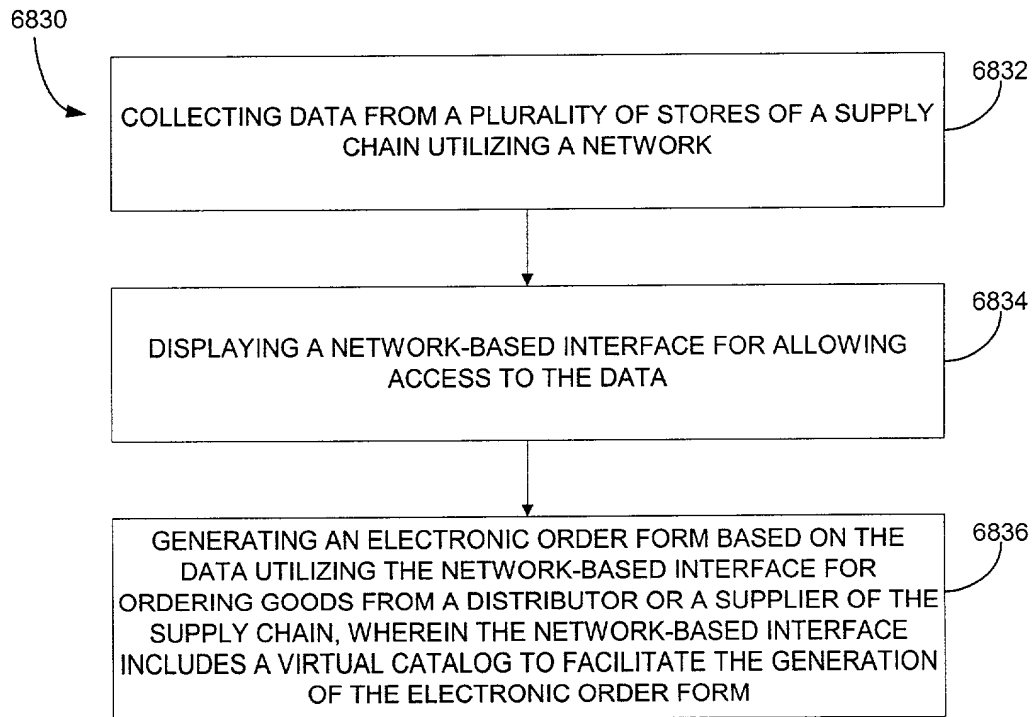 6830
6832
COLLECTING DATA FROM A PLURALITY OF STORES OF A SUPPLY
CHAIN UTILIZING A NETWORK
6834
DISPLAYING A NETWORK-BASED INTERFACE FOR ALLOWING
ACCESS TO THE DATA
6836
GENERATING AN ELECTRONIC ORDER FORM BASED ON THE
DATA UTILIZING THE NETWORK-BASED INTERFACE FOR
ORDERING GOODS FROM A DISTRIBUTOR OR A SUPPLIER OF THE
SUPPLY CHAIN, WHEREIN THE NETWORK-BASED INTERFACE
INCLUDES A VIRTUAL CATALOG TO FACILITATE THE GENERATION
OF THE ELECTRONIC ORDER FORM